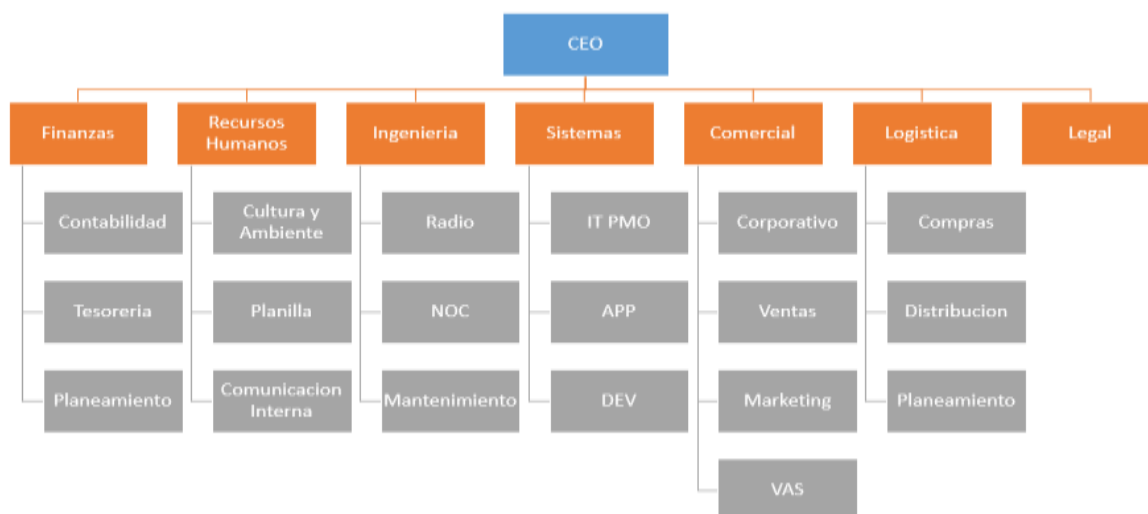 CEO
Finanzas
Recursos
Humanos
Ingenieria
Sistemas
Comercial
Logistica
Legal
Contabilidad
Cultura y
Ambiente
Radio
IT PMO
Corporativo
Compras
Tesoreria
Planilla
NOC
APP
Ventas
Distribucion
Planeamiento
Comunicacion
Interna
Mantenimiento
DEV
Marketing
Planeamiento
VAS